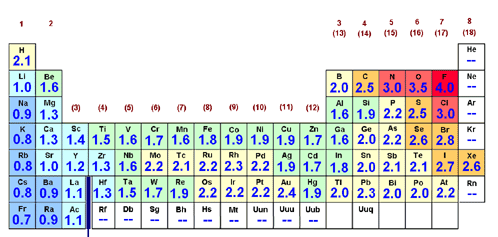 1 2 3 4 5 6 7 8
(13) (14) (15) (16) (17) (18)
H He
2.1 --
Li Be B C N O F Ne
1.0 1.6 2.0 2.5 3.0 3.5 4.0 --
Na Mg Al Si P S Cl Ar
0.9 1.3 (3) (4) (5) (6) (7) (8) (9) (10) (11) (12) 1.6 1.9 2.2 2.5 3.0 --
K Ca Sc Ti V Cr Mn Fe Co Ni Cu Zn Ga Ge As Se Br Kr
0.8 1.3 1.4 1.5 1.6 1.7 1.6 1.8 1.9 1.9 1.9 1.7 1.6 2.0 2.2 2.6 2.8 --
Rb Sr Y Zr Nb Mo Tc Ru Rh Pd Ag Cd In Sn Sb Te I Xe
0.8 1.0 1.2 1.3 1.6 2.2 2.1 2.2 2.3 2.2 1.9 1.7 1.8 2.0 2.1 2.1 2.7 2.6
Cs Ba La Hf Ta W Re Os Ir Pt Au Hg Tl Pb Bi Po At Rn
0.8 0.9 1.1 1.3 1.5 1.7 1.9 2.2 2.2 2.2 2.4 1.9 2.0 2.3 2.0 2.0 2.2 --
Fr Ra Ac Rf Db Sg Bh Hs Mt Uun Uuu Uub Uuq
0.7 0.9 1.1 -- -- -- -- -- -- -- -- -- --